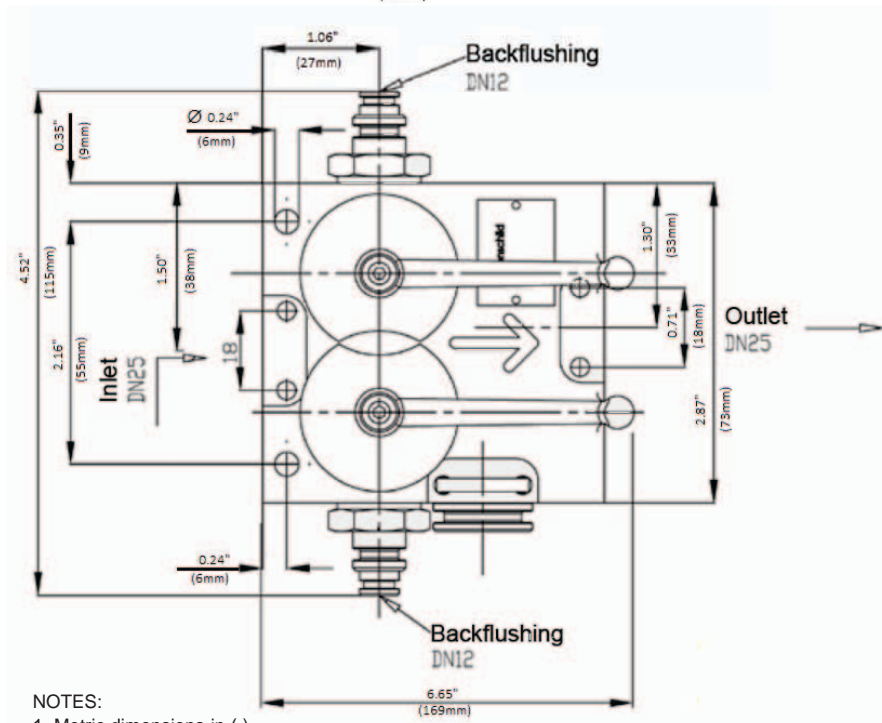 1.06"
(27mm)
Backflushing
DN12
Ø 0.24"
(6mm)
0.35"
(9mm)
4.52"
(115mm)
1.50"
(38mm)
2.16"
(55mm)
18
Inlet
DN25
nschild
1.30"
(33mm)
0.71"
(18mm)
Outlet
DN25
2.87"
(73mm)
0.24"
(6mm)
Backflushing
DN12
6.65"
(169mm)
NOTES: